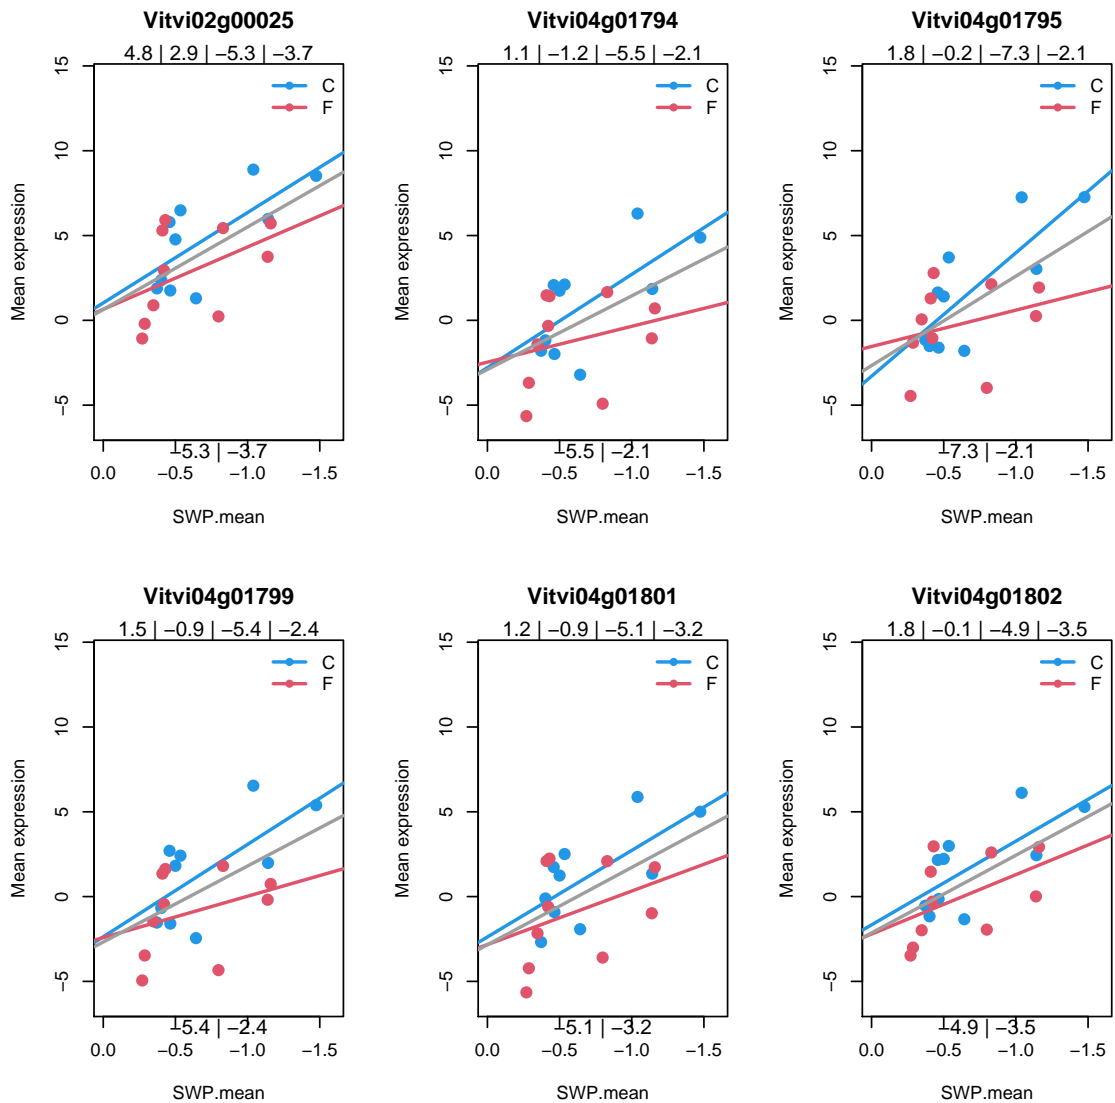 Vitvi02g00025
4.8 | 2.9 | −5.3 | −3.7
15
10
5
0
−5
Mean expression
C
F
−5.3 | −3.7
0.0 −0.5 −1.0 −1.5
SWP.mean
Vitvi04g01794
1.1 | −1.2 | −5.5 | −2.1
15
10
5
0
−5
Mean expression
C
F
−5.5 | −2.1
0.0 −0.5 −1.0 −1.5
SWP.mean
Vitvi04g01795
1.8 | −0.2 | −7.3 | −2.1
15
10
5
0
−5
Mean expression
C
F
−7.3 | −2.1
0.0 −0.5 −1.0 −1.5
SWP.mean
Vitvi04g01799
1.5 | −0.9 | −5.4 | −2.4
15
10
5
0
−5
Mean expression
C
F
−5.4 | −2.4
0.0 −0.5 −1.0 −1.5
SWP.mean
Vitvi04g01801
1.2 | −0.9 | −5.1 | −3.2
15
10
5
0
−5
Mean expression
C
F
−5.1 | −3.2
0.0 −0.5 −1.0 −1.5
SWP.mean
Vitvi04g01802
1.8 | −0.1 | −4.9 | −3.5
15
10
5
0
−5
Mean expression
C
F
−4.9 | −3.5
0.0 −0.5 −1.0 −1.5
SWP.mean